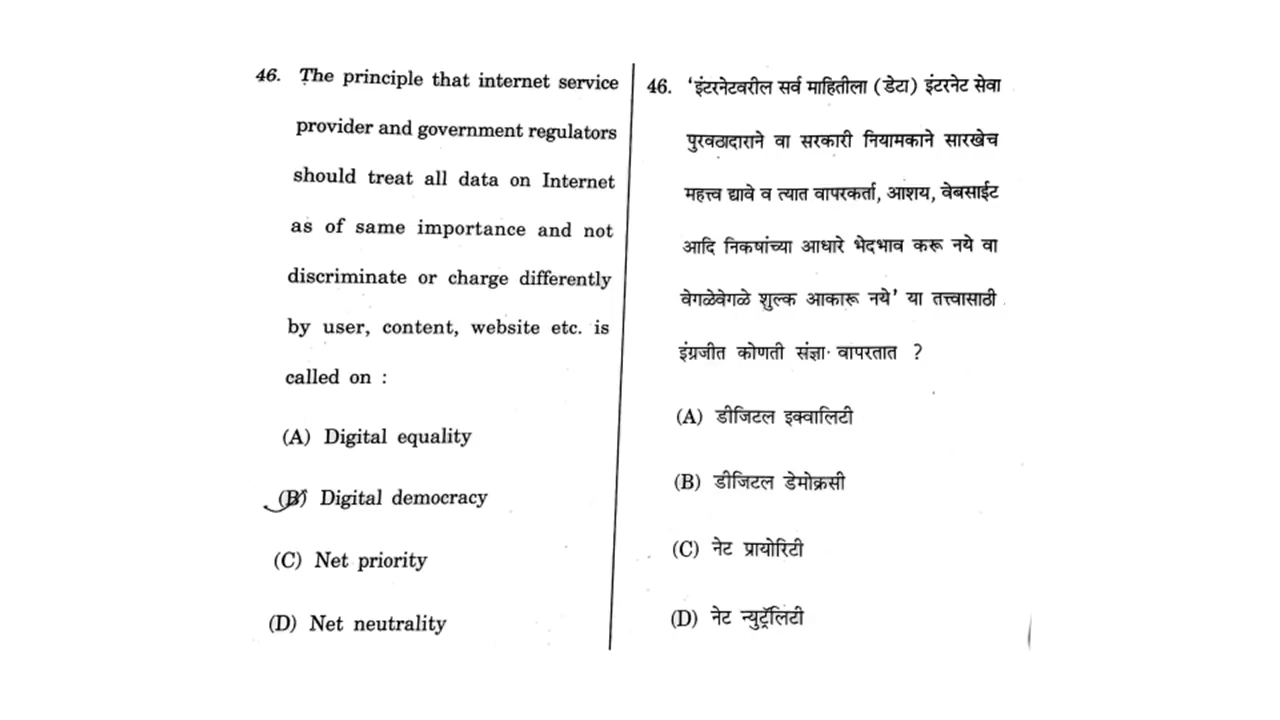 46. The principle that internet service
provider and government regulators
should treat all data on Internet
as of same importance and not
discriminate or charge differently
by user, content, website etc. is
called on :
(A) Digital equality
(B) Digital democracy
(C) Net priority
(D) Net neutrality
46. 'इंटरनेटवरील सर्व माहितीला (डेटा) इंटरनेट सेवा
पुरवठादाराने वा सरकारी नियामकाने सारखेच
महत्त्व द्यावे व त्यात वापरकर्ता, आशय, वेबसाईट
आदि निकषांच्या आधारे भेदभाव करू नये वा
वेगळेवेगळे शुल्क आकारू नये' या तत्त्वासाठी
इंग्रजीत कोणती संज्ञा वापरतात ?
(A) डीजिटल इक्वालिटी
(B) डीजिटल डेमोक्रसी
(C) नेट प्रायोरिटी
(D) नेट न्युट्रॅलिटी